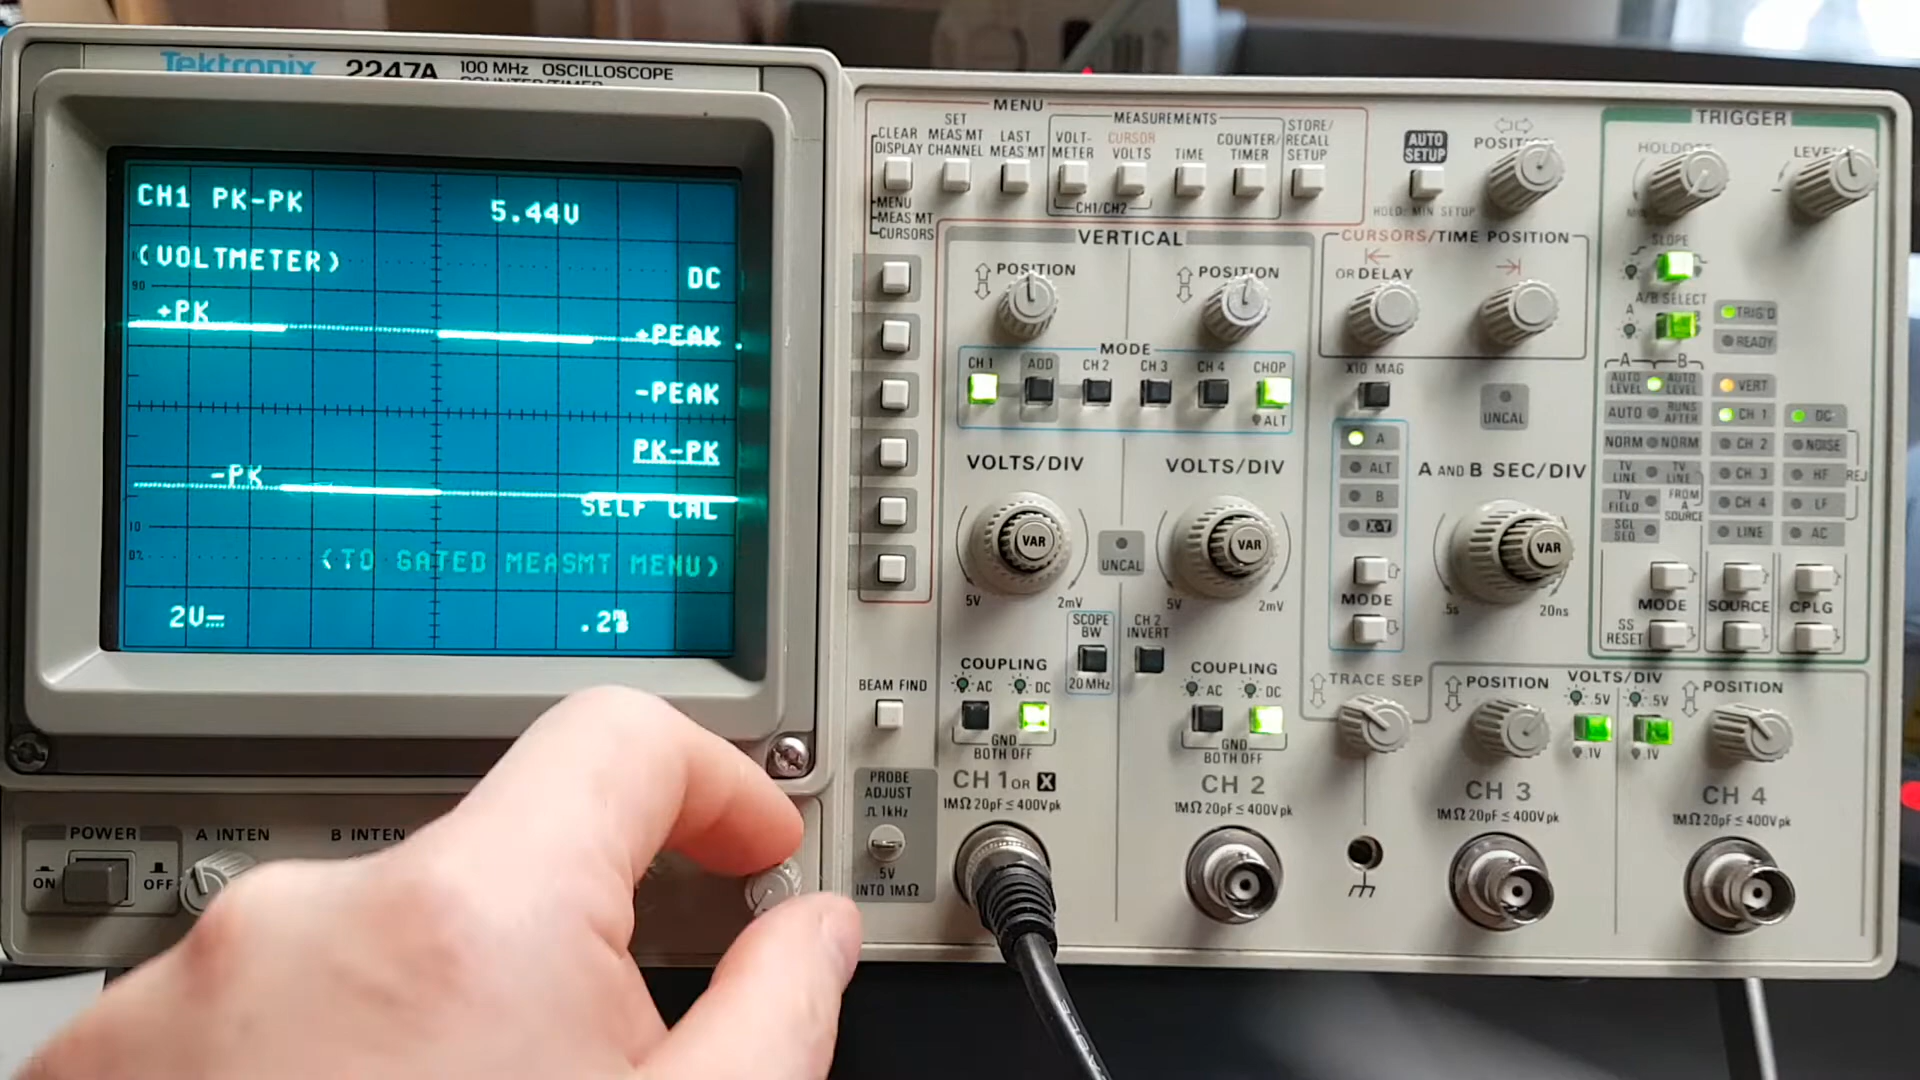 Tektronix 2247A 100 MHz OSCILLOSCOPE
COUNTER/TIMER
CH1 PK-PK 5.44V
(VOLTMETER)
DC
90
+PK
+PEAK
-PEAK
PK-PK
-PK
SELF CAL
10
0%
(TO GATED MEASMT MENU)
2V
.2
POWER
ON
OFF
A INTEN
B INTEN
MENU
CLEAR DISPLAY
SET MEAS'MT CHANNEL
LAST MEAS'MT
MEASUREMENTS
VOLT-METER
CURSOR VOLTS
TIME
COUNTER/TIMER
CH1/CH2
STORE/RECALL SETUP
MENU
MEAS'MT
CURSORS
AUTO SETUP
HOLD: MIN SETUP
VERTICAL
POSITION
POSITION
MODE
CH 1
ADD
CH 2
CH 3
CH 4
CHOP
ALT
VOLTS/DIV
VAR
5V
2mV
UNCAL
VOLTS/DIV
VAR
5V
2mV
SCOPE BW
20 MHz
CH 2 INVERT
COUPLING
AC
DC
GND
BOTH OFF
COUPLING
AC
DC
GND
BOTH OFF
BEAM FIND
PROBE ADJUST
1kHz
.5V
INTO 1MΩ
CH 1 OR X
1MΩ 20pF ≤ 400V pk
CH 2
1MΩ 20pF ≤ 400V pk
CURSORS/TIME POSITION
OR DELAY
X10 MAG
UNCAL
A
ALT
B
X-Y
MODE
A AND B SEC/DIV
VAR
.5s
20ns
TRACE SEP
POSITION
VOLTS/DIV
.5V
.1V
.5V
.1V
POSITION
CH 3
1MΩ 20pF ≤ 400V pk
CH 4
1MΩ 20pF ≤ 400V pk
TRIGGER
SLOPE
A/B SELECT
A
TRIG'D
READY
A
B
AUTO LEVEL
AUTO LEVEL
VERT
AUTO
RUNS AFTER
CH 1
DC
NORM
NORM
CH 2
NOISE
TV LINE
TV LINE
CH 3
HF
REJ
TV FIELD
FROM A SOURCE
CH 4
LF
SGL SEQ
LINE
AC
MODE
SOURCE
CPLG
SS RESET